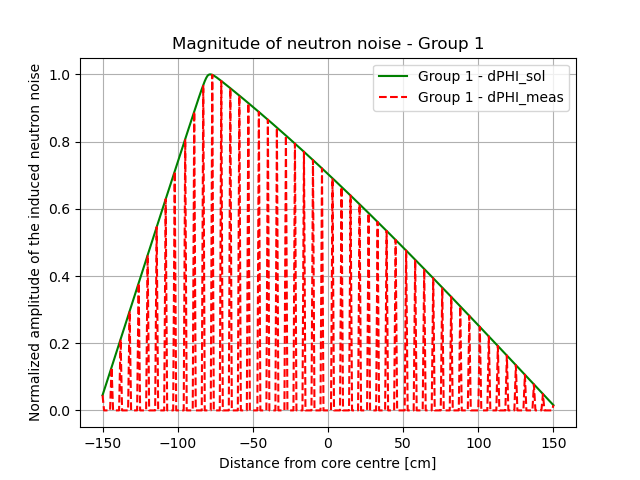 Magnitude of neutron noise - Group 1
Normalized amplitude of the induced neutron noise
1.0
0.8
0.6
0.4
0.2
0.0
Group 1 - dPHI_sol
Group 1 - dPHI_meas
−150 −100 −50 0 50 100 150
Distance from core centre [cm]